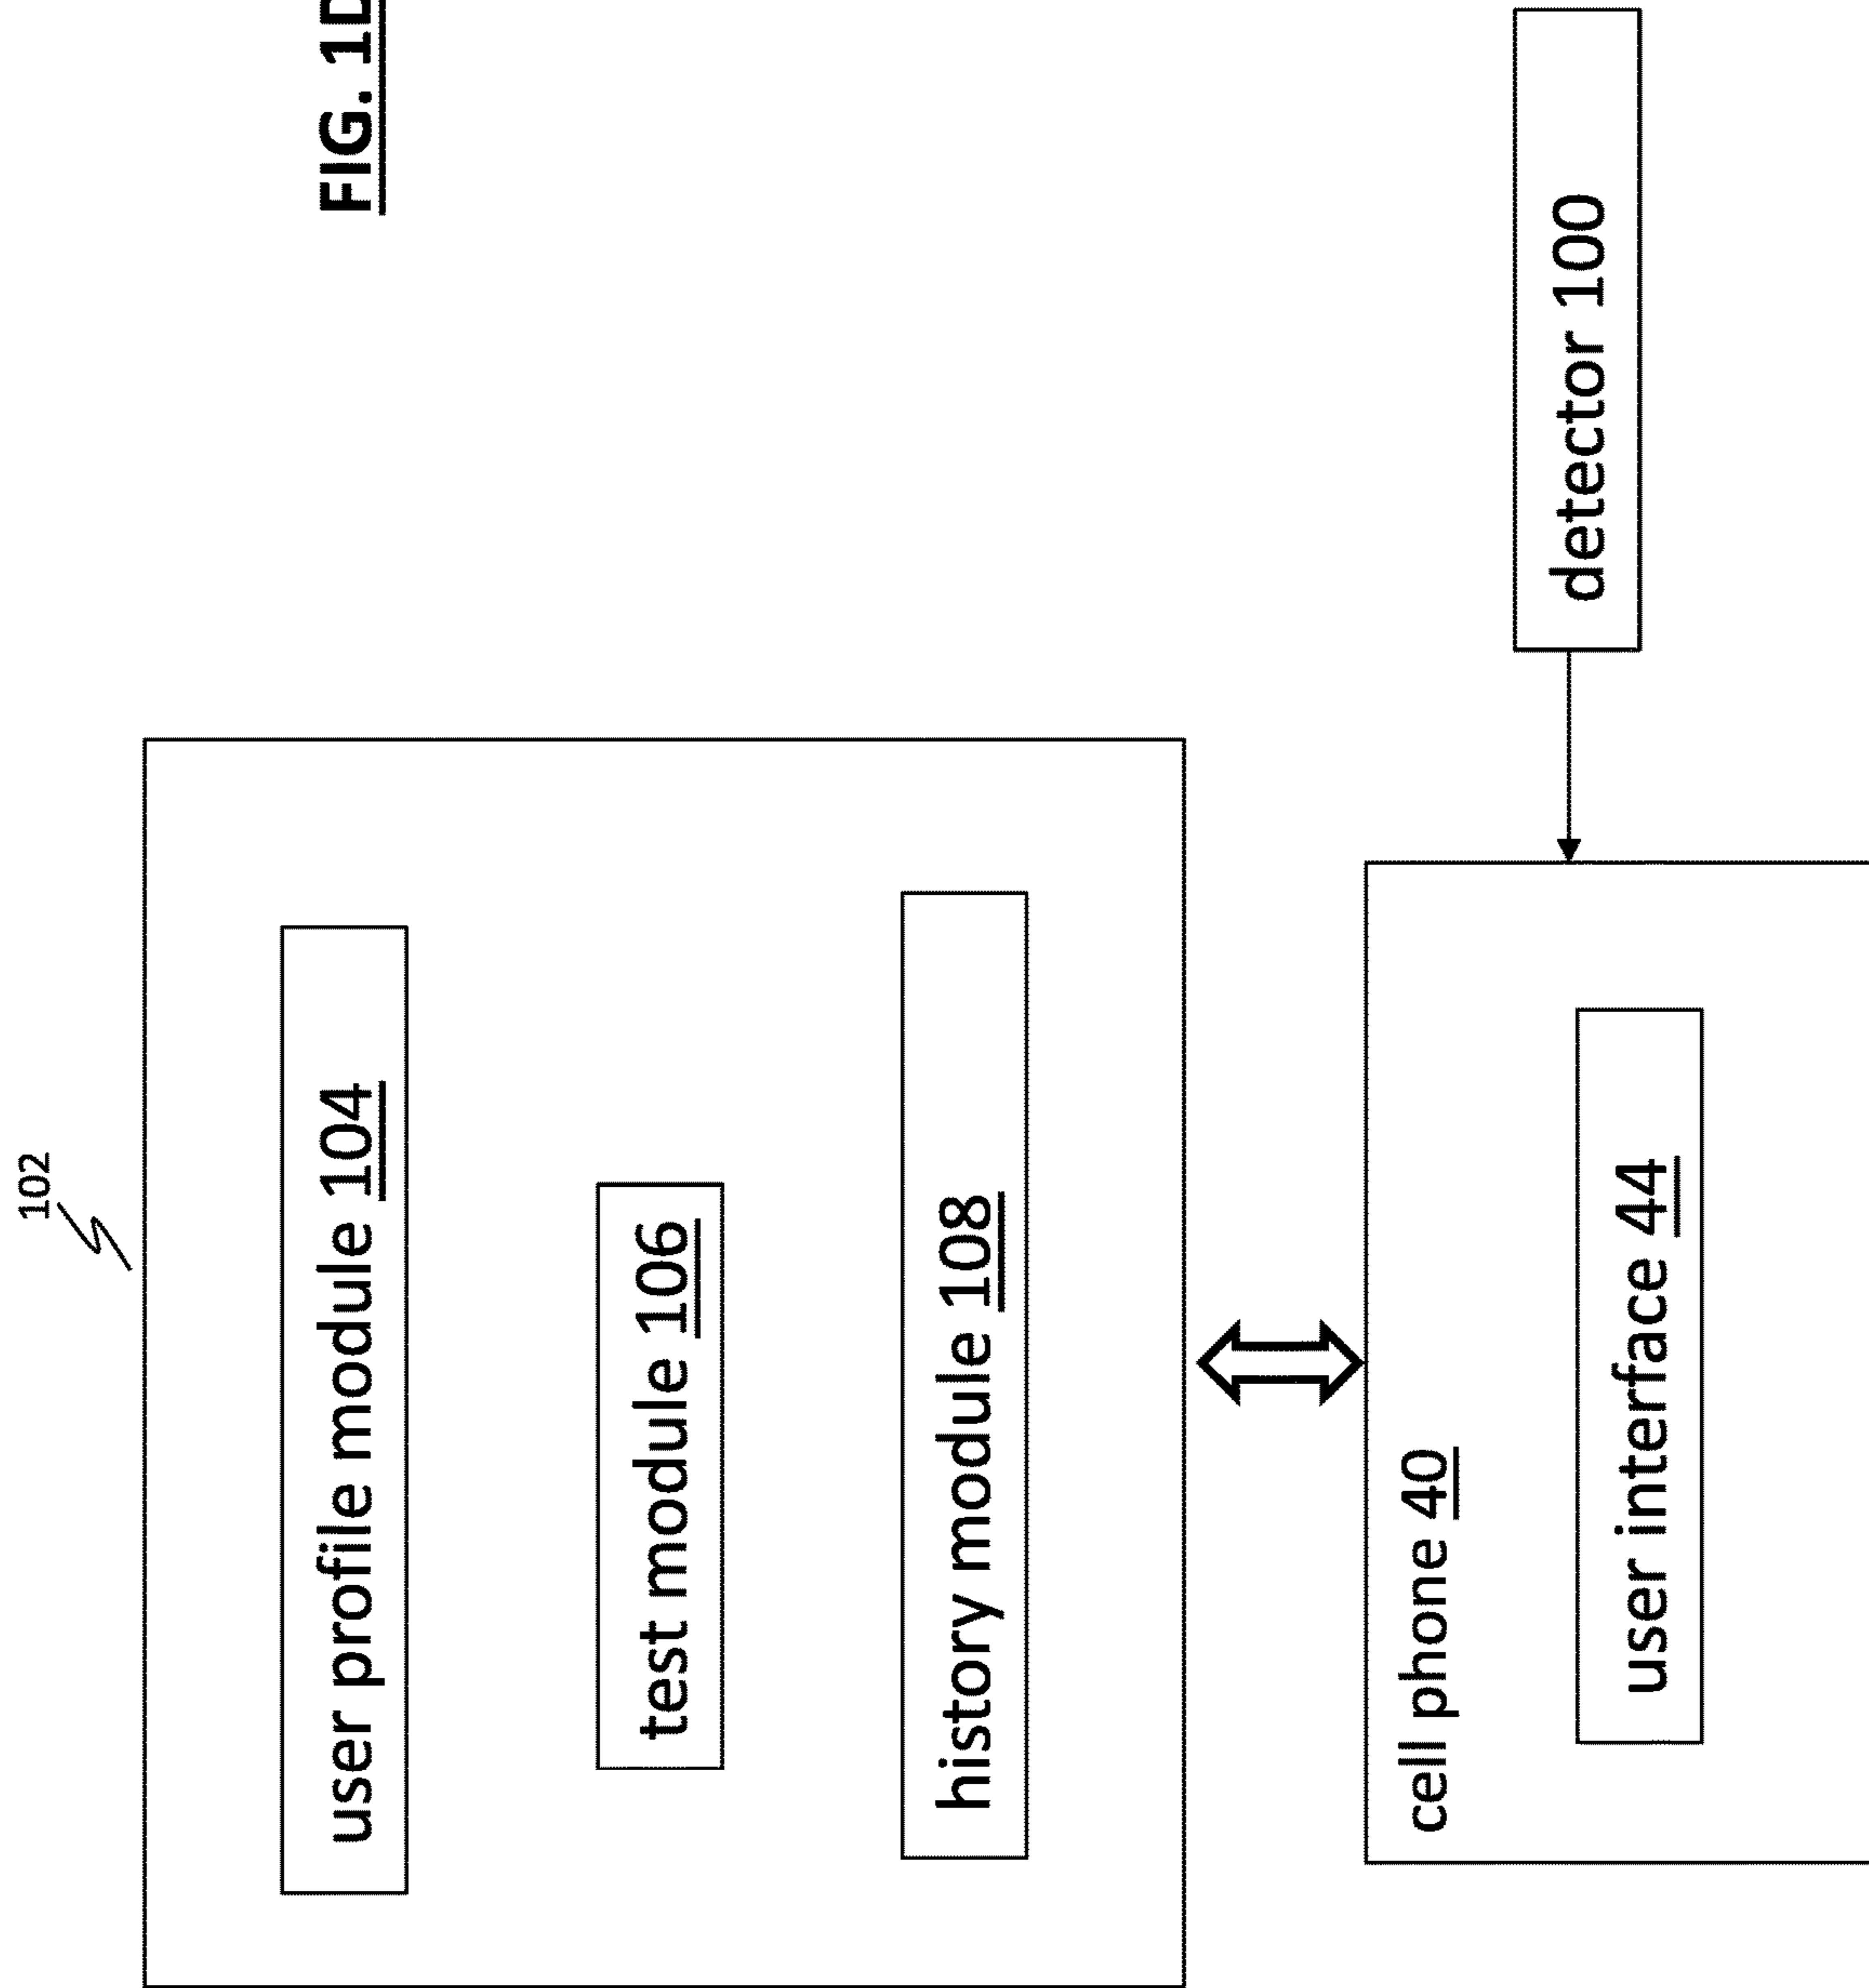 102
FIG. 1D
user profile module 104
test module 106
history module 108
cell phone 40
user interface 44
detector 100